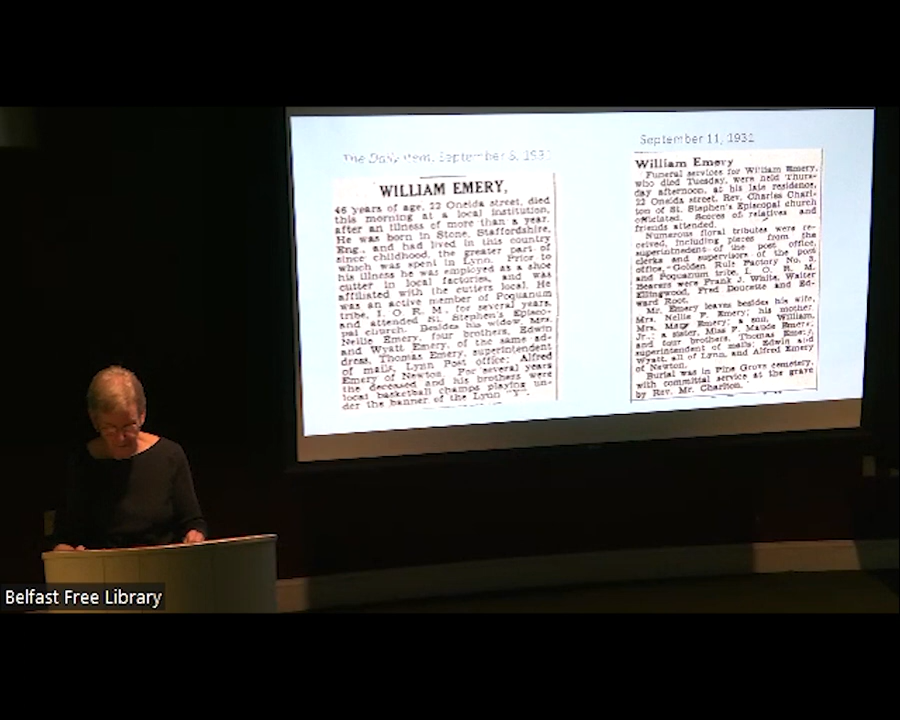 The Daily Item, September 8, 1931
WILLIAM EMERY,
46 years of age, 22 Oneida street, died
this morning at a local institution,
after an illness of more than a year.
He was born in Stone, Staffordshire,
Eng., and had lived in this country
since childhood, the greater part of
which was spent in Lynn. Prior to
his illness he was employed as a shoe
cutter in local factories, and was
affiliated with the cutters local. He
was an active member of Poquanum
tribe, I. O. R. M., for several years,
and attended St. Stephen's Episco-
pal church. Besides his widow, Mrs.
Nellie Emery, four brothers, Edwin
and Wyatt Emery, of the same ad-
dress, Thomas Emery, superintendent
of mails, Lynn Post office; Alfred
Emery of Newton. For several years
the deceased and his brothers were
local basketball champs playing un-
der the banner of the Lynn "Y".
September 11, 1931
William Emery
Funeral services for William Emery,
who died Tuesday, were held Thurs-
day afternoon, at his late residence,
22 Oneida street. Rev. Charles Charl-
ton of St. Stephen's Episcopal church
officiated. Scores of relatives and
friends attended.
Numerous floral tributes were re-
ceived, including pieces from the
superintnedent of the post office,
clerks and supervisors of the post
office, Golden Rule Factory No. 3,
and Poquanum tribe, I. O. R. M.
Bearers were Frank J. White, Walter
Ellingwood, Fred Doucette and Ed-
ward Root.
Mr. Emery leaves besides his wife,
Mrs. Nellie P. Emery; his mother,
Mrs. Mary Emery; a son, William,
Jr.; a sister, Miss P. Maude Emery;
and four brothers, Thomas Emery,
superintendent of mails; Edwin and
Wyatt, all of Lynn, and Alfred Emery
of Newton.
Burial was in Pine Grove cemetery,
with committal service at the grave
by Rev. Mr. Charlton.
Belfast Free Library